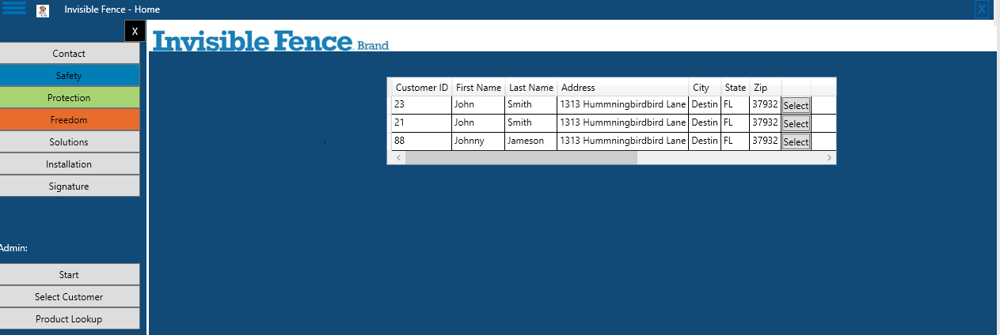 Invisible Fence - Home
X
X
Contact
Safety
Protection
Freedom
Solutions
Installation
Signature
Admin:
Start
Select Customer
Product Lookup
Invisible Fence Brand
Customer ID First Name Last Name Address City State Zip
23 John Smith 1313 Hummningbirdbird Lane Destin FL 37932 Select
21 John Smith 1313 Hummningbirdbird Lane Destin FL 37932 Select
88 Johnny Jameson 1313 Hummningbirdbird Lane Destin FL 37932 Select